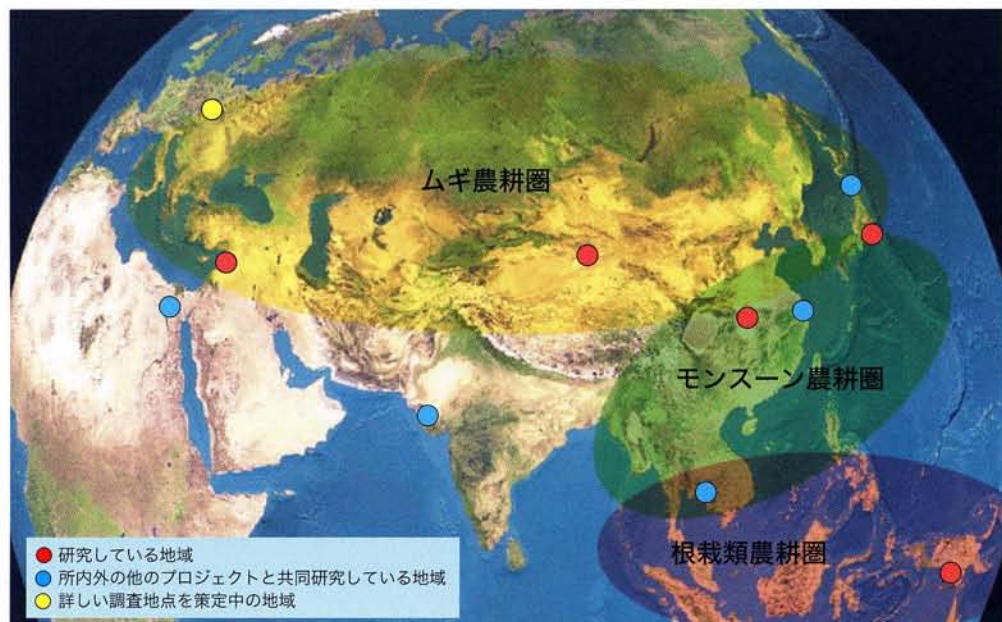 ムギ農耕圏
モンスーン農耕圏
根栽類農耕圏
研究している地域
所内外の他のプロジェクトと共同研究している地域
詳しい調査地点を策定中の地域